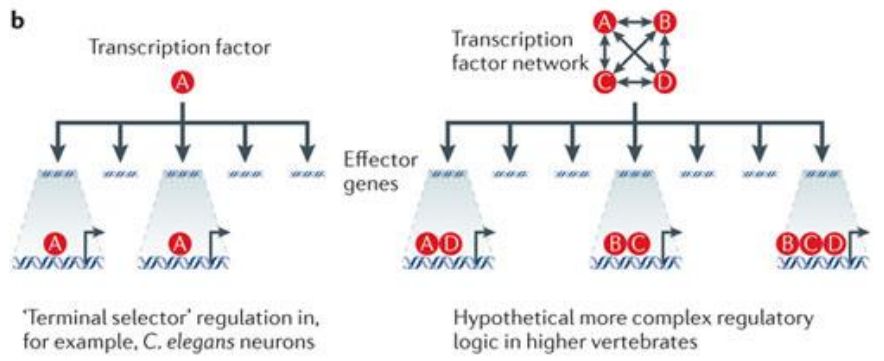 b
Transcription factor
A
A
A
'Terminal selector' regulation in,
for example, C. elegans neurons
Transcription
factor network
A B
C D
Effector
genes
A D
B C
B C D
Hypothetical more complex regulatory
logic in higher vertebrates